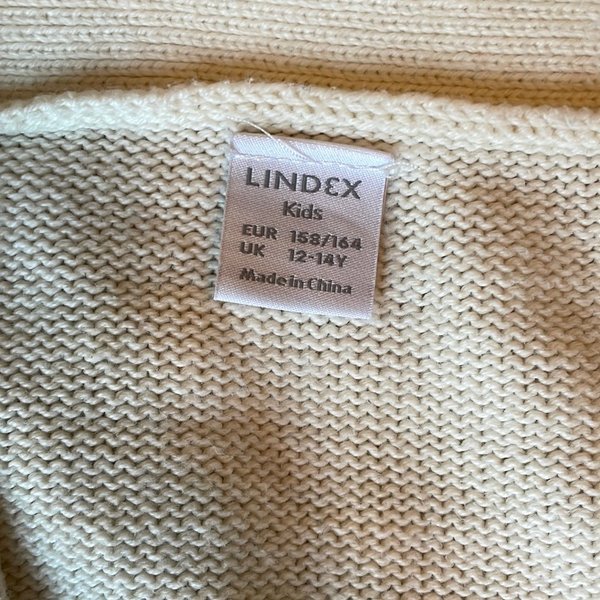 LINDEX
Kids
EUR 158/164
UK 12-14Y
Made in China